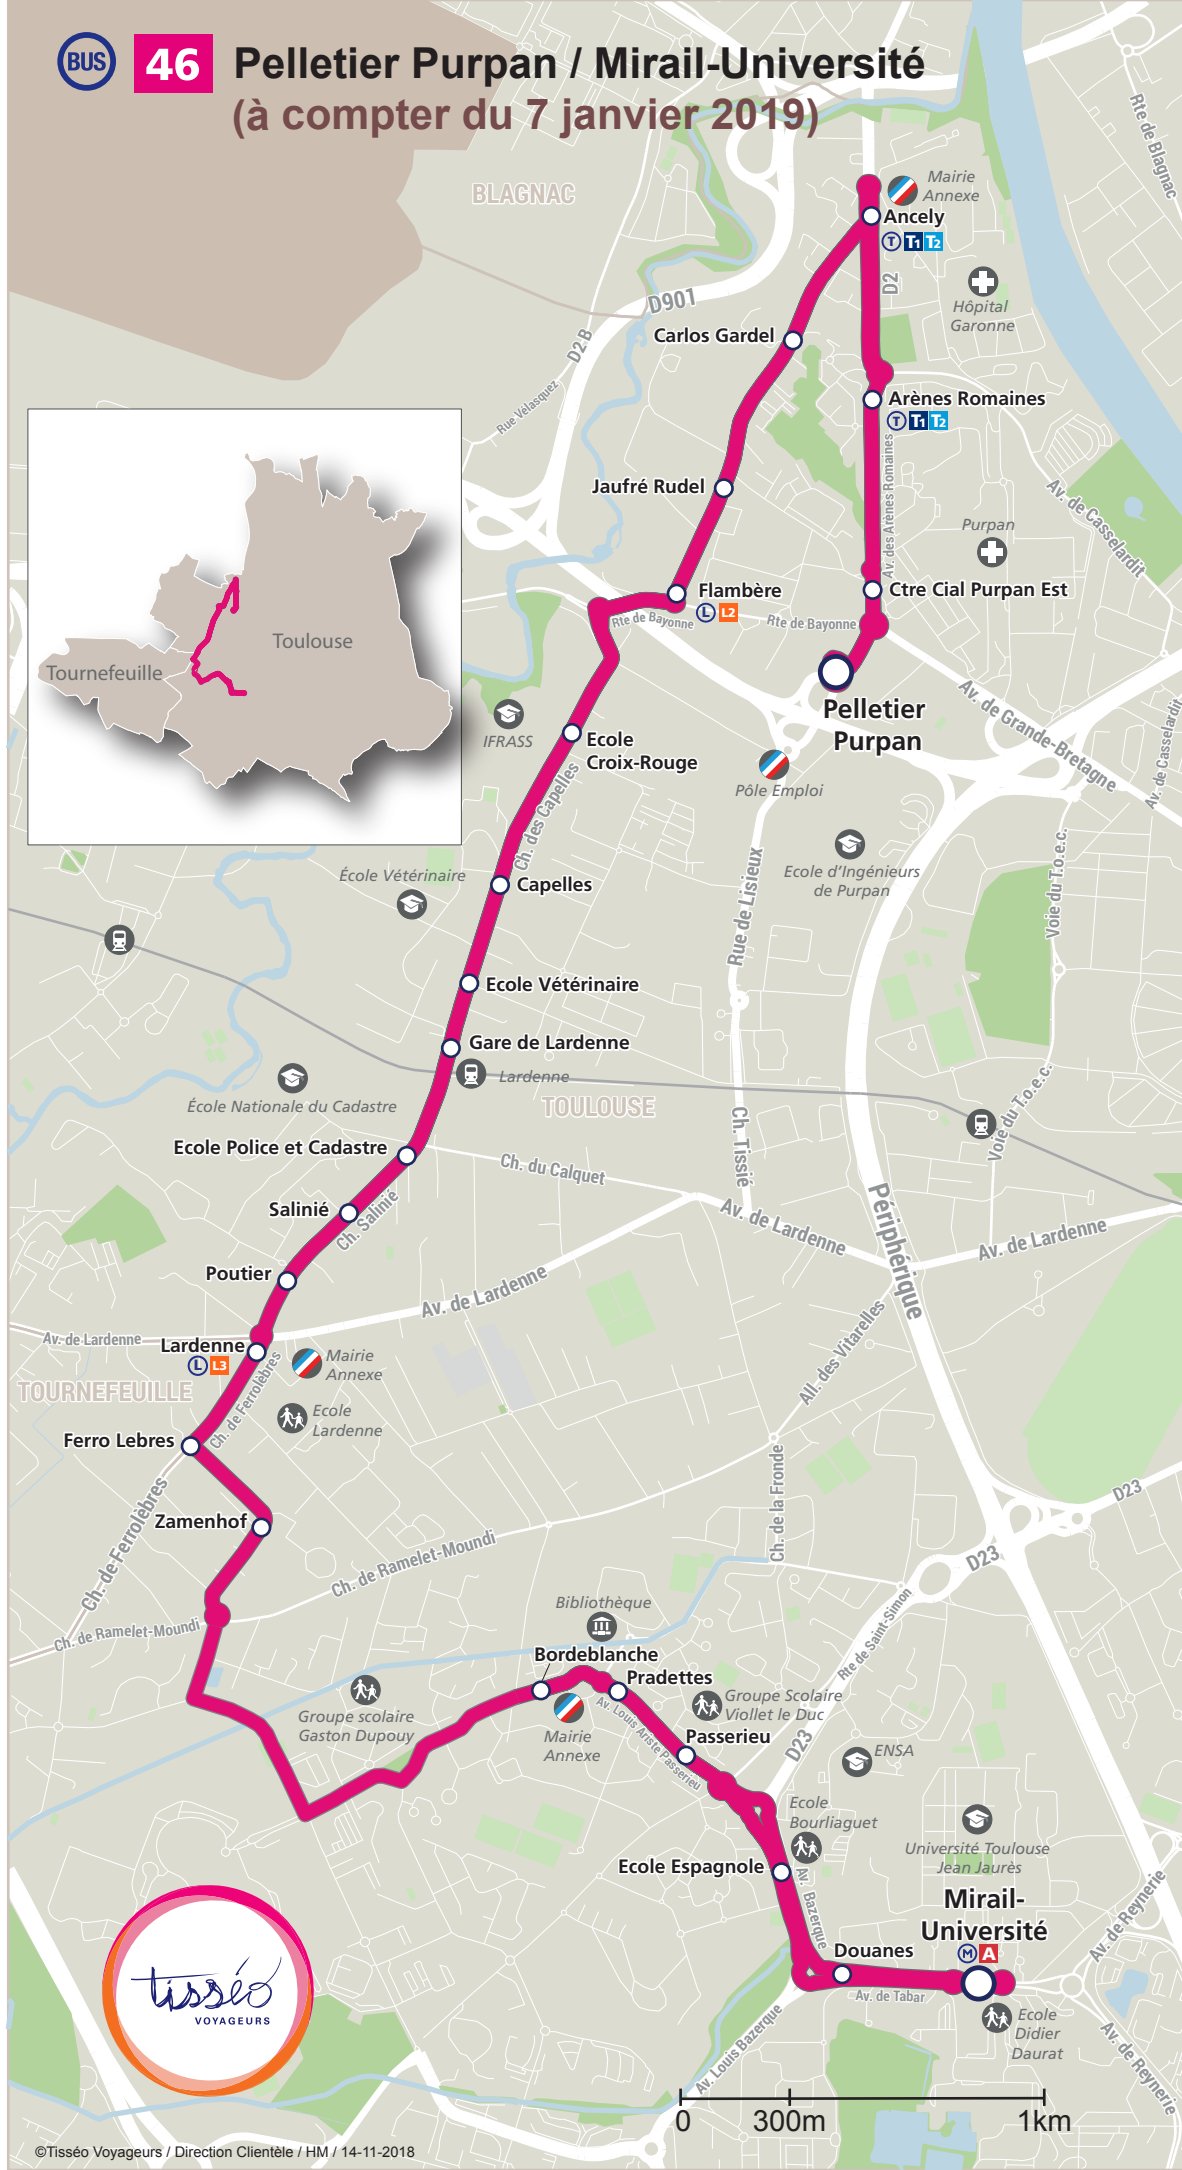 BUS 46 Pelletier Purpan / Mirail-Université
(à compter du 7 janvier 2019)
Rte de Blagnac
BLAGNAC
Mairie
Annexe
Ancely
T T1 T2
D2
D901
Hôpital
Garonne
Carlos Gardel
D2 B
Rue Vélasquez
Arènes Romaines
T T1 T2
Av. des Arènes Romaines
Jaufré Rudel
Av. de Casselardit
Purpan
Flambère
L L2
Ctre Cial Purpan Est
Rte de Bayonne
Rte de Bayonne
Toulouse
Tournefeuille
Pelletier
Purpan
Av. de Grande-Bretagne
Av. de Casselardit
IFRASS
Ecole
Croix-Rouge
Pôle Emploi
Ch. des Capelles
Ecole d'Ingénieurs
de Purpan
Voie du T.o.e.c.
Rue de Lisieux
École Vétérinaire
Capelles
Ecole Vétérinaire
Gare de Lardenne
Lardenne
École Nationale du Cadastre
TOULOUSE
Voie du T.o.e.c.
Ch. Tissié
Ecole Police et Cadastre
Ch. du Calquet
Salinié
Ch. Salinié
Périphérique
Av. de Lardenne
Av. de Lardenne
Poutier
Av. de Lardenne
Av. de Lardenne
Lardenne
L L3
Mairie
Annexe
All. des Vitarelles
TOURNEFEUILLE
Ch. de Ferrolèbres
Ecole
Lardenne
Ferro Lebres
Ch. de Ferrolèbres
Ch. de la Fronde
D23
Zamenhof
Ch. de Ramelet-Moundi
D23
Ch. de Ramelet-Moundi
Bibliothèque
Rte de Saint-Simon
Bordeblanche
Pradettes
Groupe Scolaire
Viollet le Duc
Groupe scolaire
Gaston Dupouy
Av. Louis Ariste Passerieu
Mairie
Annexe
Passerieu
D23
ENSA
Ecole
Bourliaguet
Université Toulouse
Jean Jaurès
Ecole Espagnole
Av. Bazerque
Mirail-
Université
M A
Av. de Reynerie
Douanes
Av. de Tabar
Ecole
Didier
Daurat
Av. de Reynerie
Av. Louis Bazerque
tisséo
VOYAGEURS
0 300m 1km
©Tisséo Voyageurs / Direction Clientèle / HM / 14-11-2018